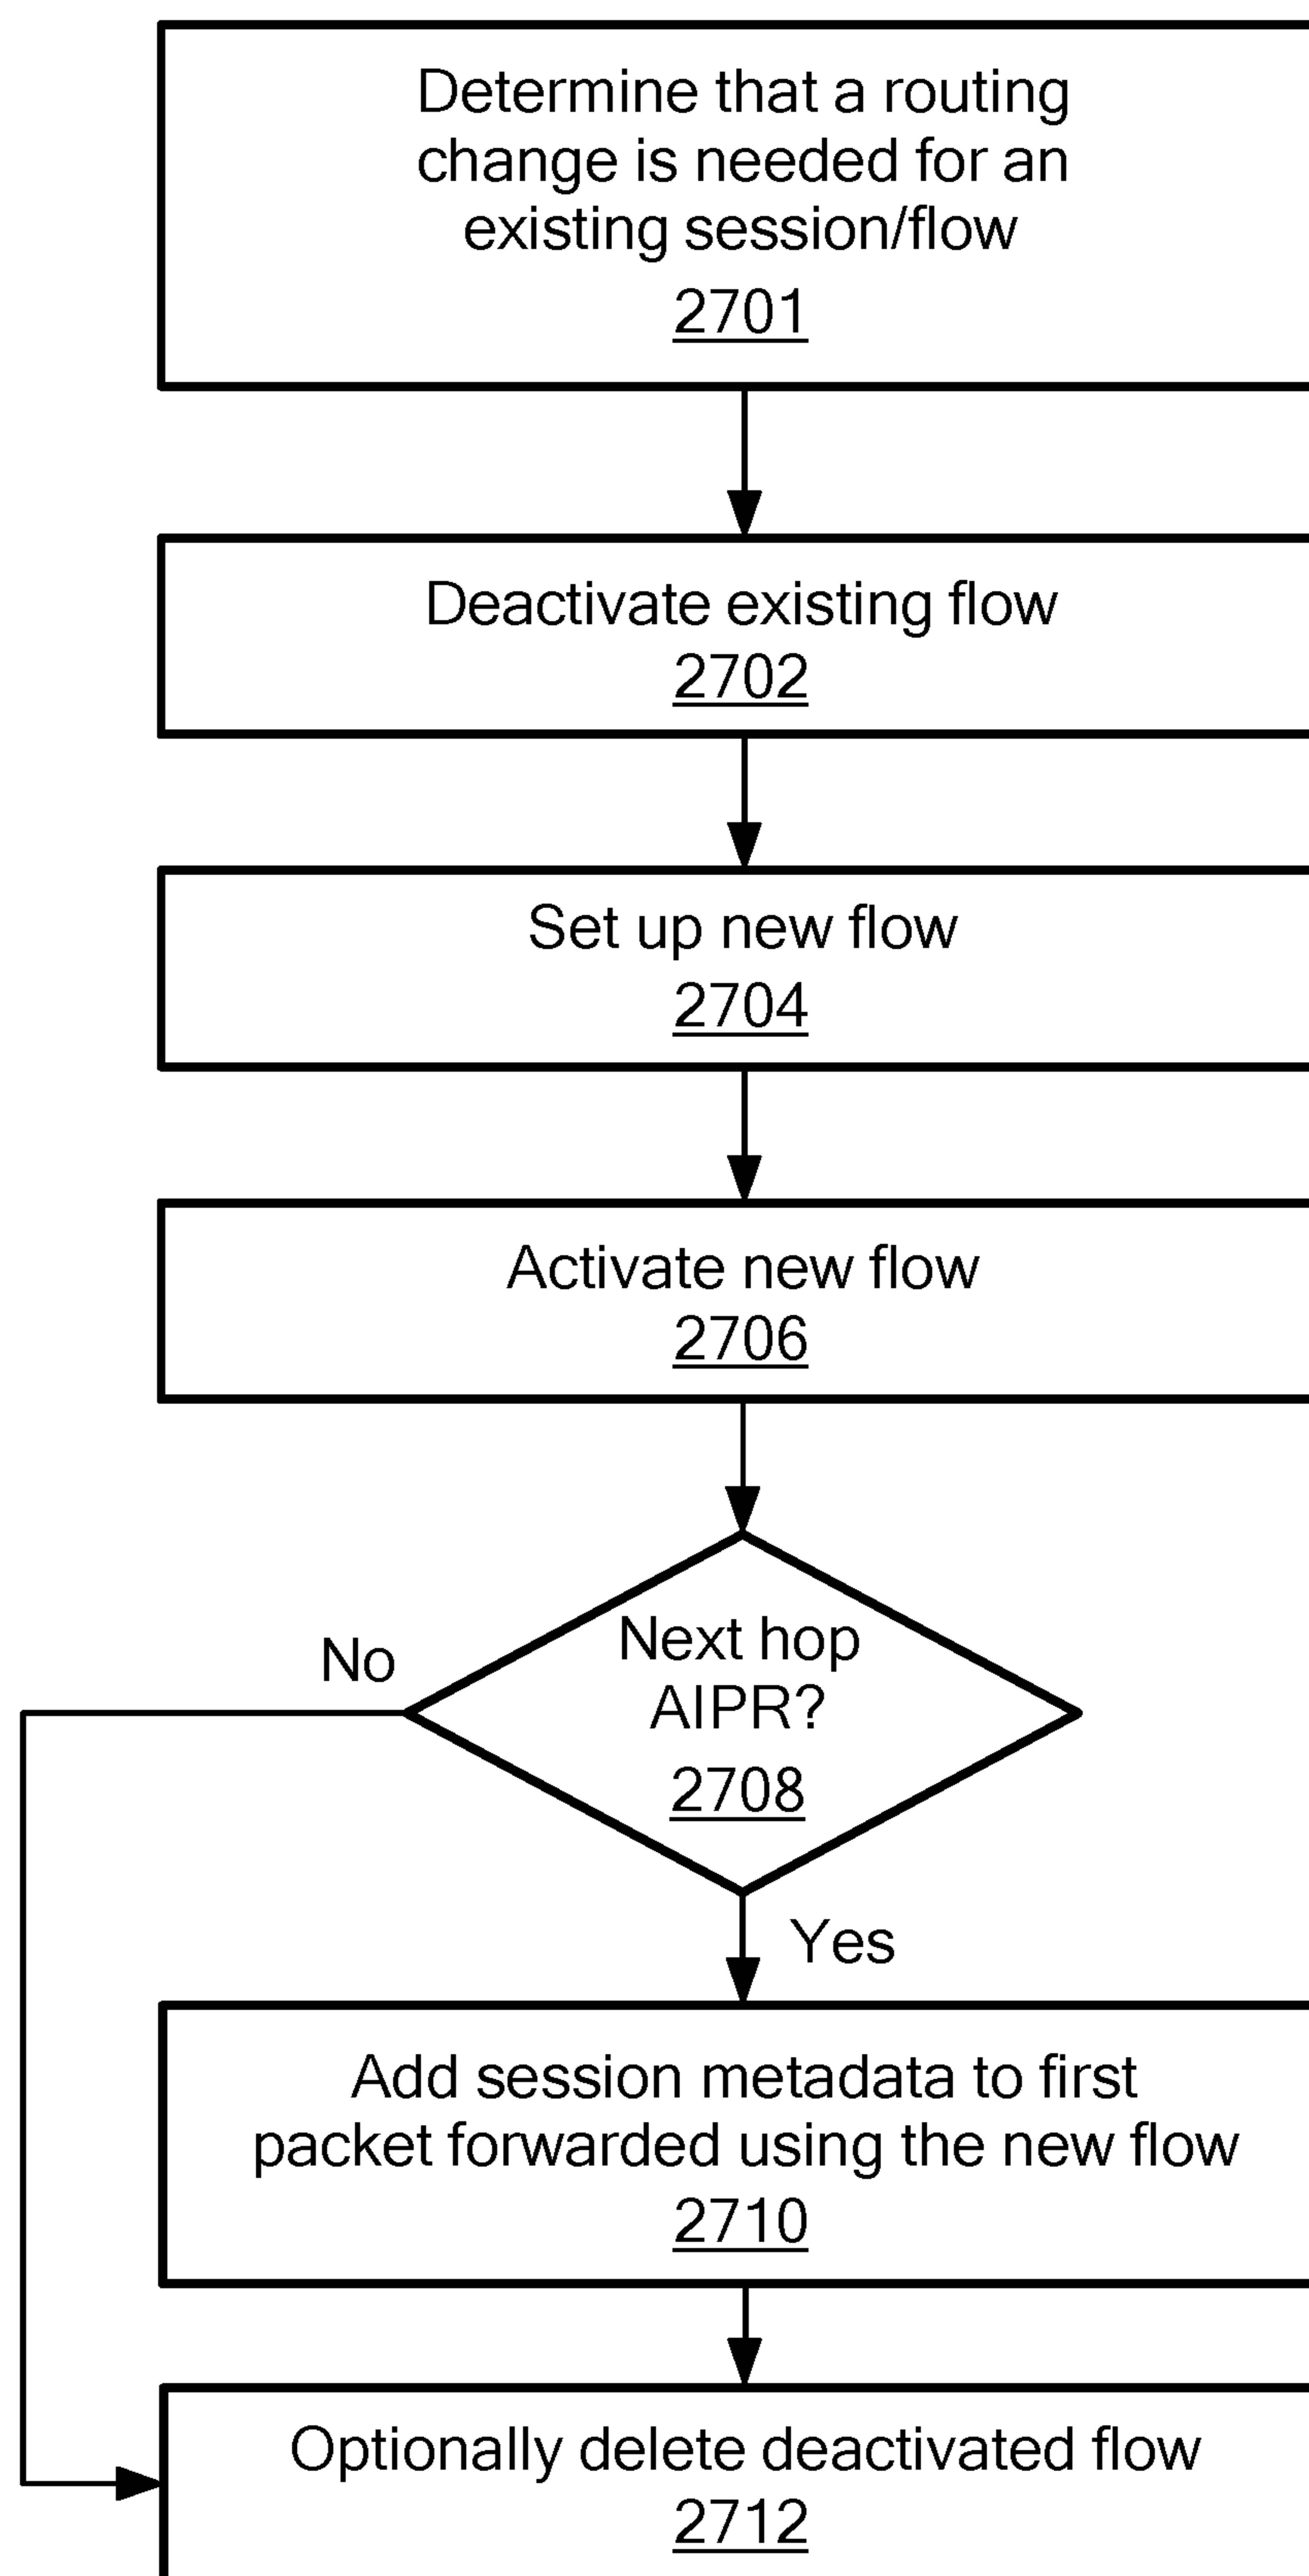 Determine that a routing
change is needed for an
existing session/flow
2701
Deactivate existing flow
2702
Set up new flow
2704
Activate new flow
2706
Next hop
AIPR?
2708
No
Yes
Add session metadata to first
packet forwarded using the new flow
2710
Optionally delete deactivated flow
2712